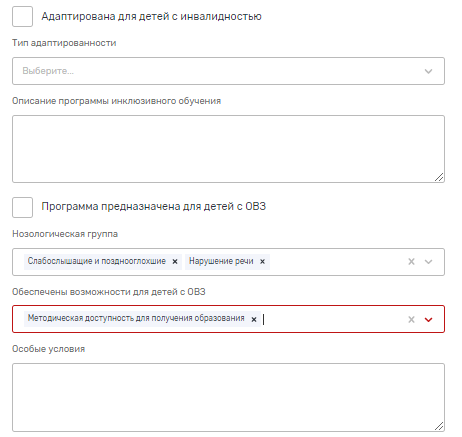 Адаптирована для детей с инвалидностью
Тип адаптированности
Выберите...
Описание программы инклюзивного обучения
Программа предназначена для детей с ОВЗ
Нозологическая группа
Слабослышащие и позднооглохшие × Нарушение речи ×
Обеспечены возможности для детей с ОВЗ
Методическая доступность для получения образования ×
Особые условия